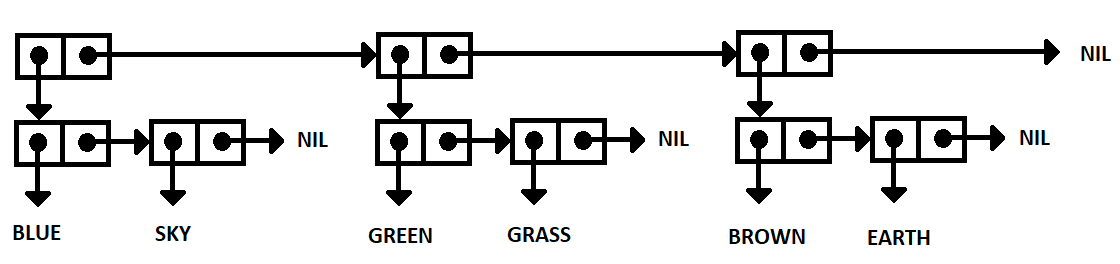 NIL
NIL NIL NIL
BLUE SKY GREEN GRASS BROWN EARTH